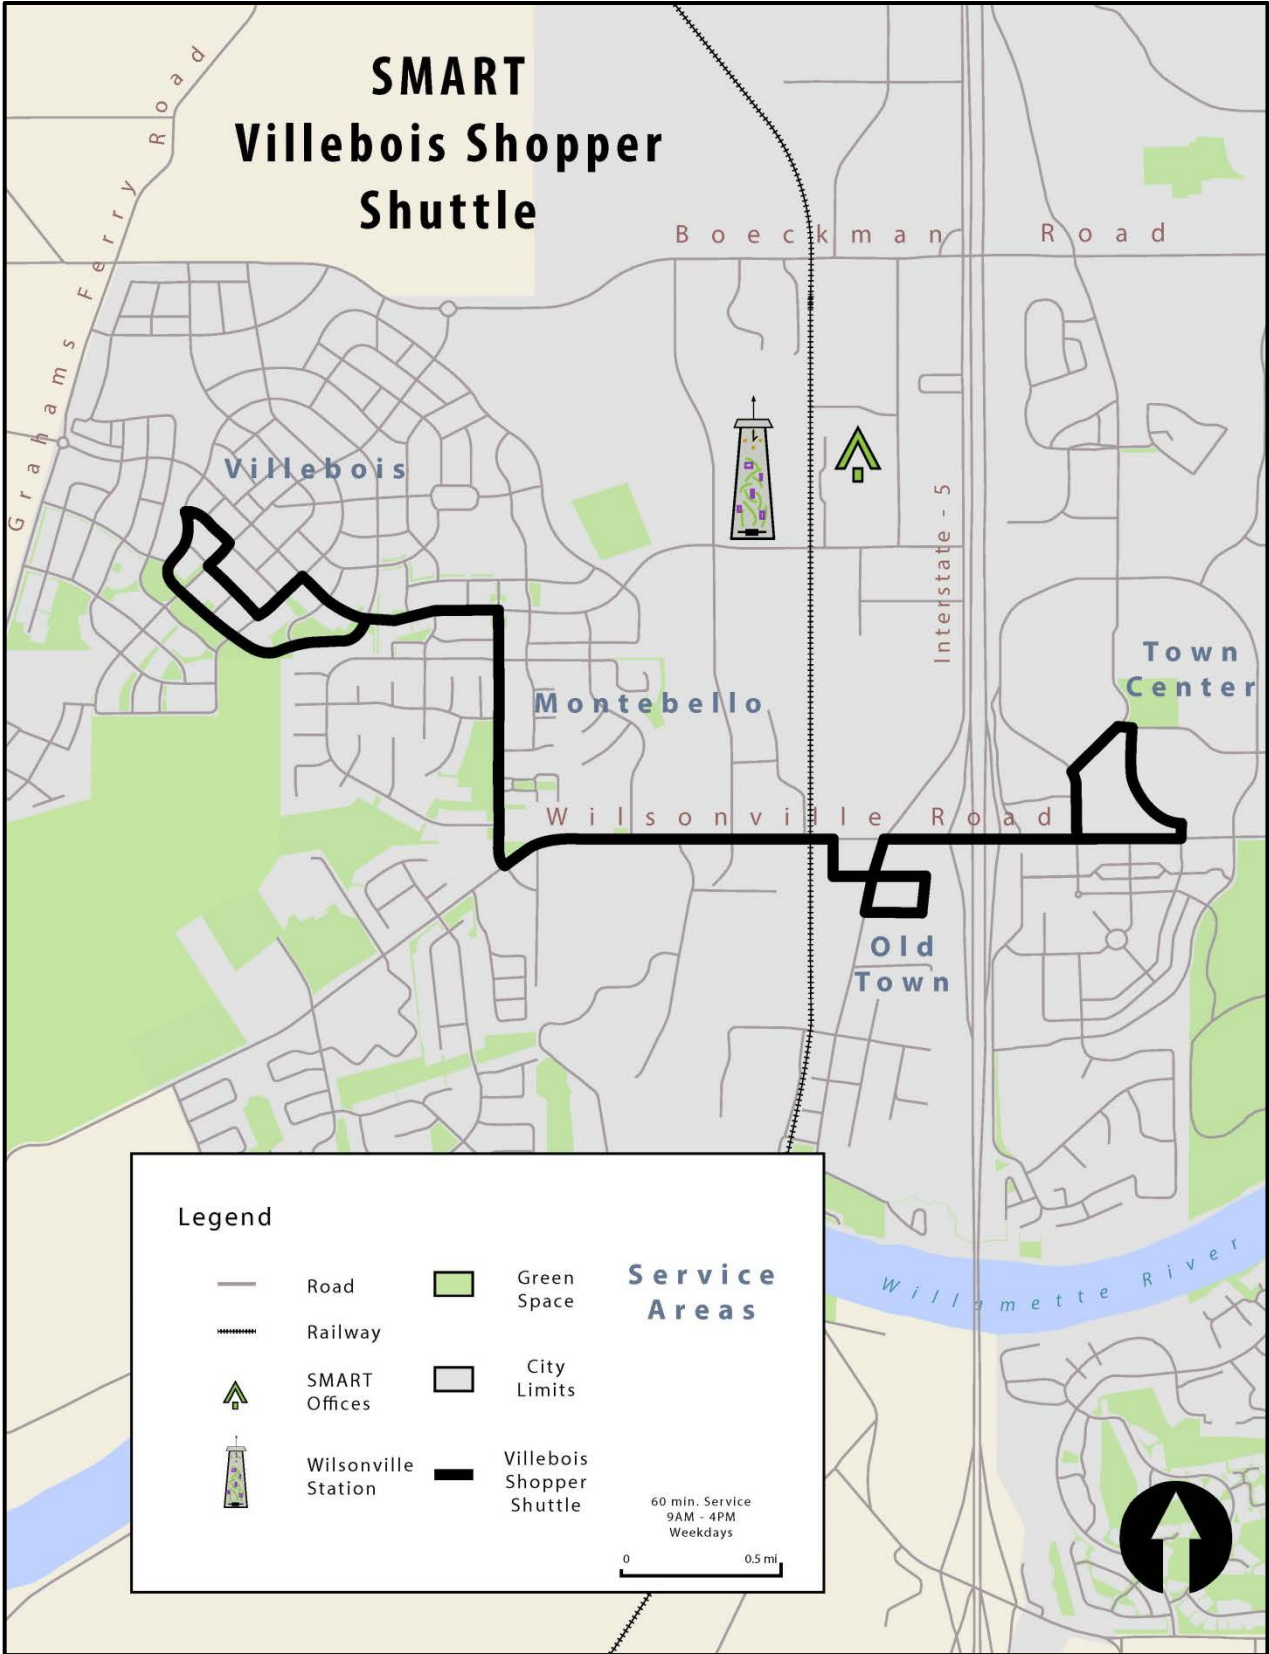 SMART
Villebois Shopper
Shuttle
Grahams Ferry Road
Boeckman Road
Villebois
Interstate - 5
Town
Center
Montebello
Wilsonville Road
Old
Town
Willamette River
Legend
Road
Railway
SMART
Offices
Wilsonville
Station
Green
Space
City
Limits
Villebois
Shopper
Shuttle
Service
Areas
60 min. Service
9AM - 4PM
Weekdays
0 0.5 mi